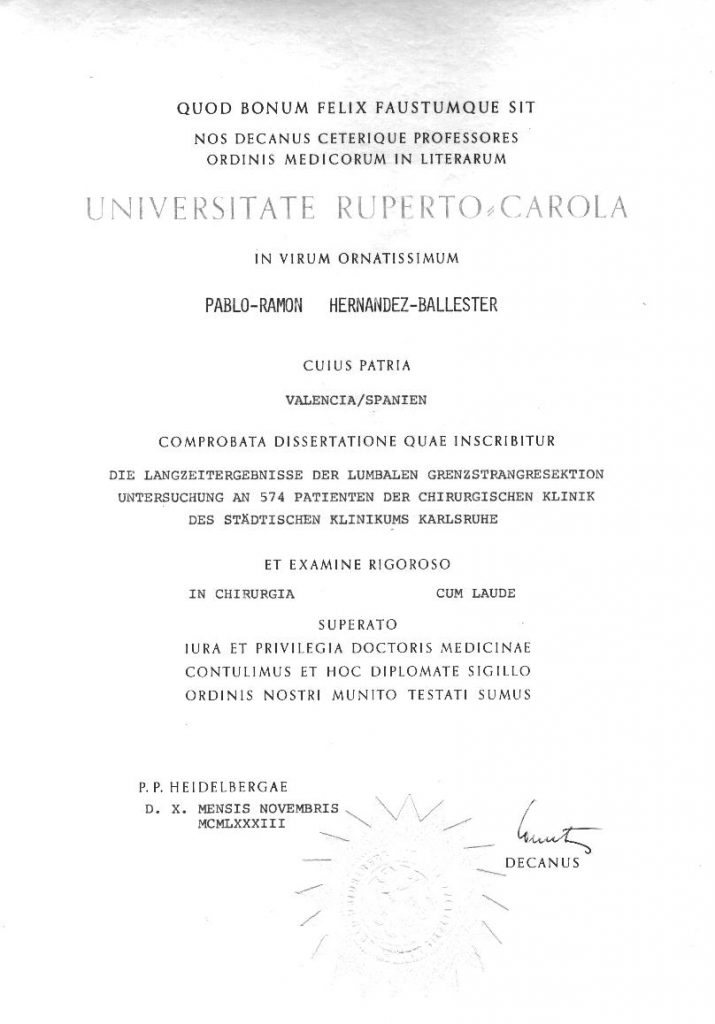 QUOD BONUM FELIX FAUSTUMQUE SIT
NOS DECANUS CETERIQUE PROFESSORES
ORDINIS MEDICORUM IN LITERARUM
UNIVERSITATE RUPERTO-CAROLA
IN VIRUM ORNATISSIMUM
PABLO-RAMON HERNANDEZ-BALLESTER
CUIUS PATRIA
VALENCIA/SPANIEN
COMPROBATA DISSERTATIONE QUAE INSCRIBITUR
DIE LANGZEITERGEBNISSE DER LUMBALEN GRENZSTRANGRESEKTION
UNTERSUCHUNG AN 574 PATIENTEN DER CHIRURGISCHEN KLINIK
DES STÄDTISCHEN KLINIKUMS KARLSRUHE
ET EXAMINE RIGOROSO
IN CHIRURGIA CUM LAUDE
SUPERATO
IURA ET PRIVILEGIA DOCTORIS MEDICINAE
CONTULIMUS ET HOC DIPLOMATE SIGILLO
ORDINIS NOSTRI MUNITO TESTATI SUMUS
P.P. HEIDELBERGAE
D. X. MENSIS NOVEMBRIS
MCMLXXXIII
DECANUS